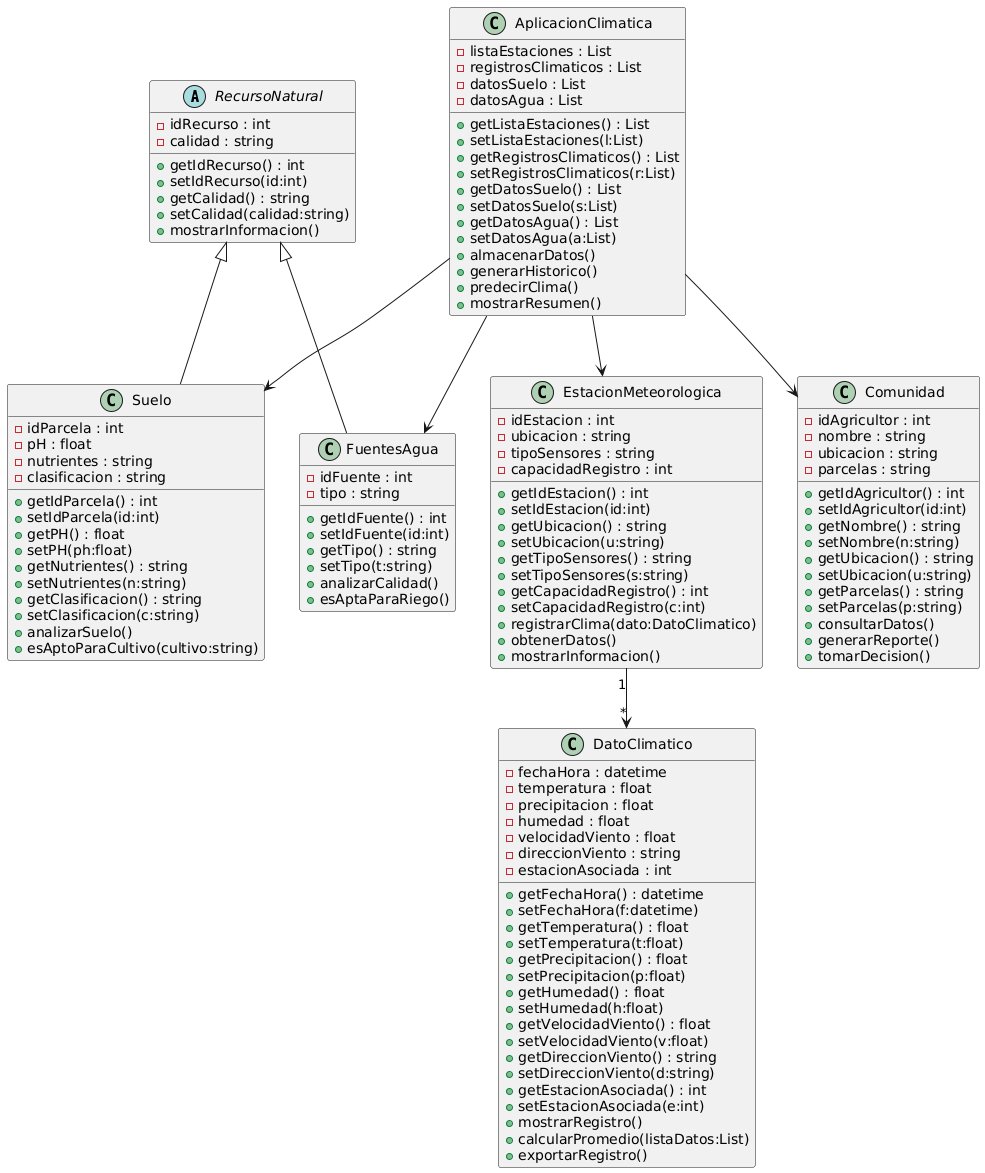 C AplicacionClimatica
listaEstaciones : List
registrosClimaticos : List
datosSuelo : List
datosAgua : List
getListaEstaciones() : List
setListaEstaciones(l:List)
getRegistrosClimaticos() : List
setRegistrosClimaticos(r:List)
getDatosSuelo() : List
setDatosSuelo(s:List)
getDatosAgua() : List
setDatosAgua(a:List)
almacenarDatos()
generarHistorico()
predecirClima()
mostrarResumen()
A RecursoNatural
idRecurso : int
calidad : string
getIdRecurso() : int
setIdRecurso(id:int)
getCalidad() : string
setCalidad(calidad:string)
mostrarInformacion()
C Suelo
idParcela : int
pH : float
nutrientes : string
clasificacion : string
getIdParcela() : int
setIdParcela(id:int)
getPH() : float
setPH(ph:float)
getNutrientes() : string
setNutrientes(n:string)
getClasificacion() : string
setClasificacion(c:string)
analizarSuelo()
esAptoParaCultivo(cultivo:string)
C FuentesAgua
idFuente : int
tipo : string
getIdFuente() : int
setIdFuente(id:int)
getTipo() : string
setTipo(t:string)
analizarCalidad()
esAptaParaRiego()
C EstacionMeteorologica
idEstacion : int
ubicacion : string
tipoSensores : string
capacidadRegistro : int
getIdEstacion() : int
setIdEstacion(id:int)
getUbicacion() : string
setUbicacion(u:string)
getTipoSensores() : string
setTipoSensores(s:string)
getCapacidadRegistro() : int
setCapacidadRegistro(c:int)
registrarClima(dato:DatoClimatico)
obtenerDatos()
mostrarInformacion()
C Comunidad
idAgricultor : int
nombre : string
ubicacion : string
parcelas : string
getIdAgricultor() : int
setIdAgricultor(id:int)
getNombre() : string
setNombre(n:string)
getUbicacion() : string
setUbicacion(u:string)
getParcelas() : string
setParcelas(p:string)
consultarDatos()
generarReporte()
tomarDecision()
1
*
C DatoClimatico
fechaHora : datetime
temperatura : float
precipitacion : float
humedad : float
velocidadViento : float
direccionViento : string
estacionAsociada : int
getFechaHora() : datetime
setFechaHora(f:datetime)
getTemperatura() : float
setTemperatura(t:float)
getPrecipitacion() : float
setPrecipitacion(p:float)
getHumedad() : float
setHumedad(h:float)
getVelocidadViento() : float
setVelocidadViento(v:float)
getDireccionViento() : string
setDireccionViento(d:string)
getEstacionAsociada() : int
setEstacionAsociada(e:int)
mostrarRegistro()
calcularPromedio(listaDatos:List)
exportarRegistro()